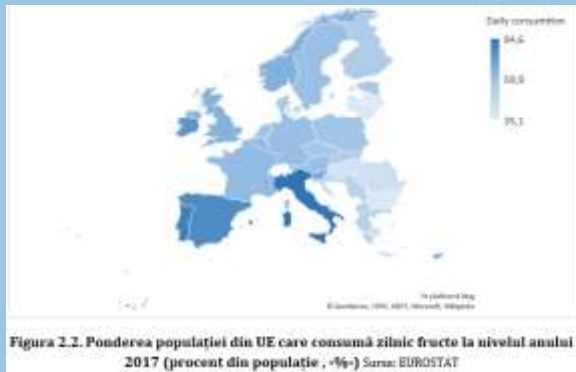 Daily consumption
84,6
58,9
35,1
Figura 2.2. Ponderea populației din UE care consumă zilnic fructe la nivelul anului
2017 (procent din populație , -%-) Sursa: EUROSTAT